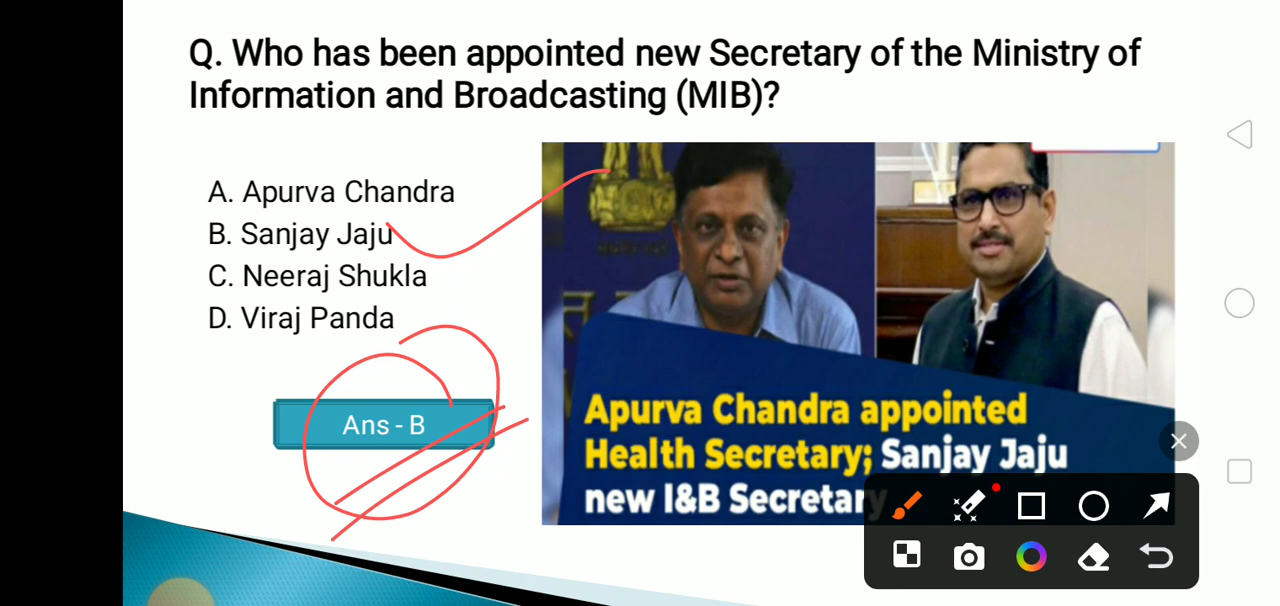 Q. Who has been appointed new Secretary of the Ministry of
Information and Broadcasting (MIB)?
A. Apurva Chandra
B. Sanjay Jaju
C. Neeraj Shukla
D. Viraj Panda
Ans - B
Apurva Chandra appointed
Health Secretary; Sanjay Jaju
new I&B Secretary